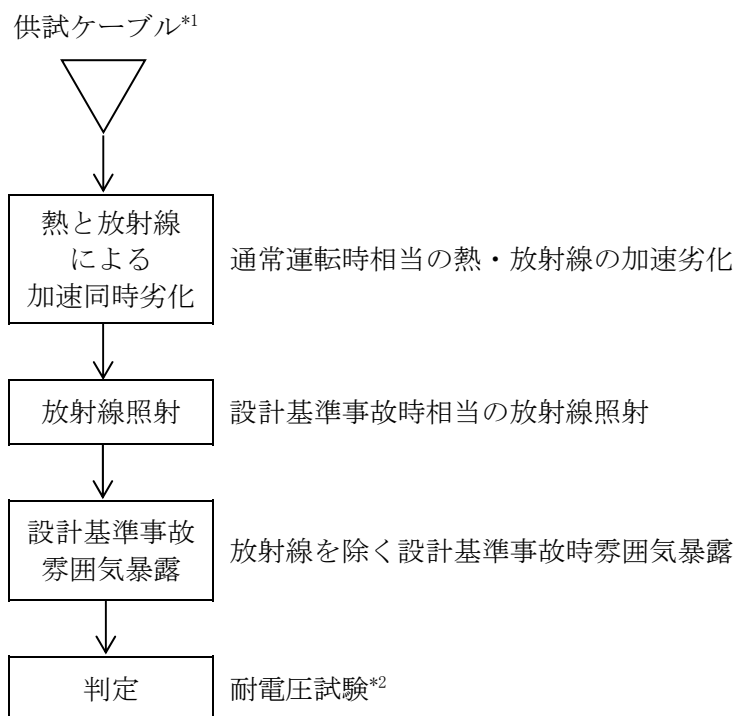 供試ケーブル*1
熱と放射線
による
加速同時劣化
通常運転時相当の熱・放射線の加速劣化
放射線照射
設計基準事故時相当の放射線照射
設計基準事故
雰囲気暴露
放射線を除く設計基準事故時雰囲気暴露
判定
耐電圧試験*2